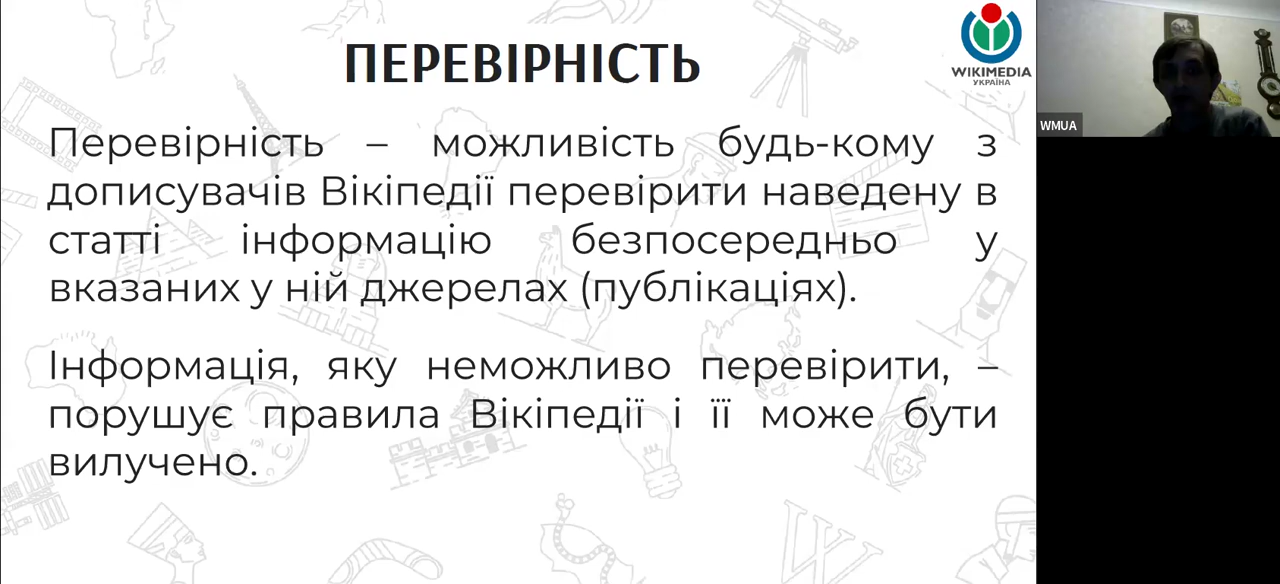 ПЕРЕВІРНІСТЬ
Перевірність – можливість будь-кому з
дописувачів Вікіпедії перевірити наведену в
статті інформацію безпосередньо у
вказаних у ній джерелах (публікаціях).
Інформація, яку неможливо перевірити, –
порушує правила Вікіпедії і її може бути
вилучено.
WIKIMEDIA
УКРАЇНА
WMUA